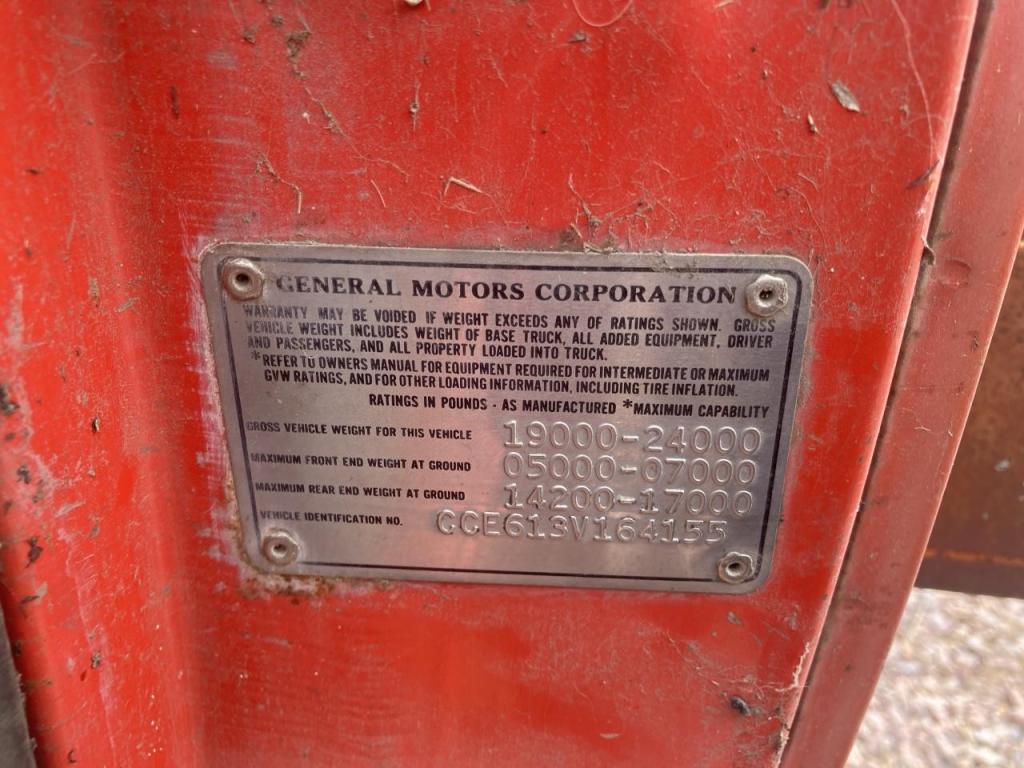 GENERAL MOTORS CORPORATION
WARRANTY MAY BE VOIDED IF WEIGHT EXCEEDS ANY OF RATINGS SHOWN. GROSS
VEHICLE WEIGHT INCLUDES WEIGHT OF BASE TRUCK, ALL ADDED EQUIPMENT, DRIVER
AND PASSENGERS, AND ALL PROPERTY LOADED INTO TRUCK.
*REFER TO OWNERS MANUAL FOR EQUIPMENT REQUIRED FOR INTERMEDIATE OR MAXIMUM
GVW RATINGS, AND FOR OTHER LOADING INFORMATION, INCLUDING TIRE INFLATION.
RATINGS IN POUNDS - AS MANUFACTURED *MAXIMUM CAPABILITY
GROSS VEHICLE WEIGHT FOR THIS VEHICLE 19000-24000
MAXIMUM FRONT END WEIGHT AT GROUND 05000-07000
MAXIMUM REAR END WEIGHT AT GROUND 14200-17000
VEHICLE IDENTIFICATION NO. CCE613V164155